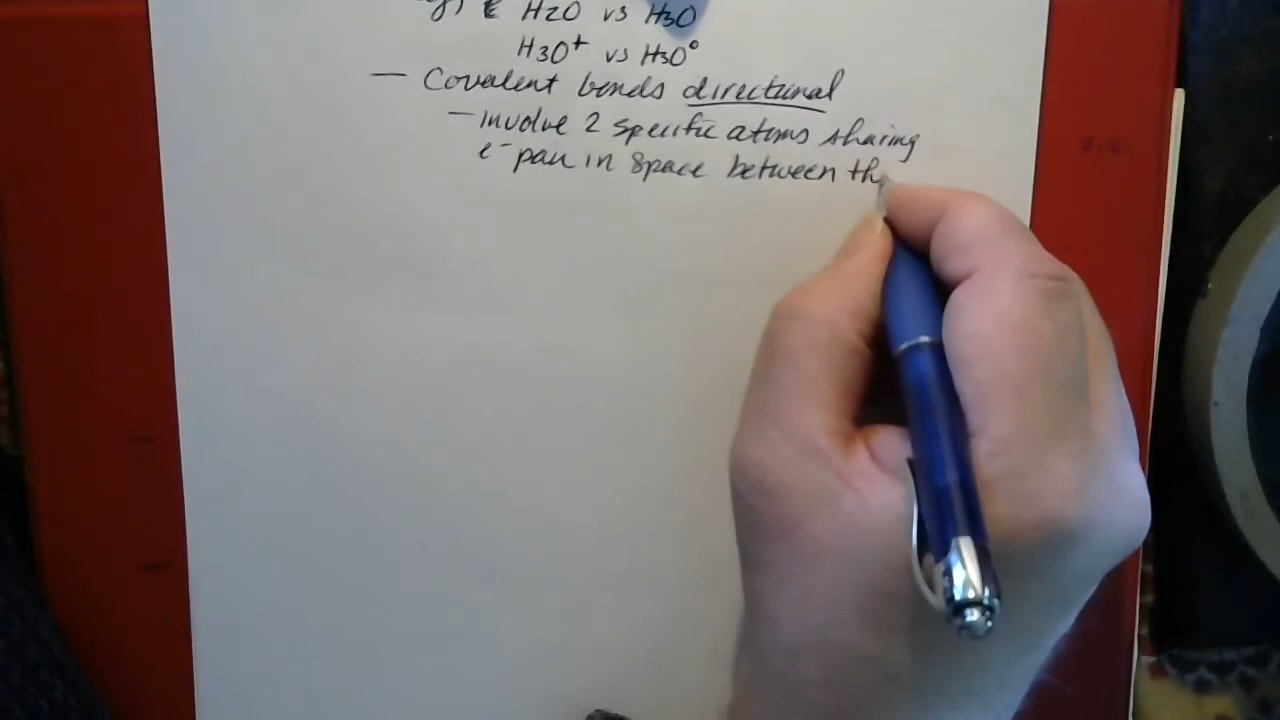 eg) H2O vs H3O
H3O⁺ vs H3O°
— Covalent bonds directional
— involve 2 specific atoms sharing
e⁻ pair in space between th